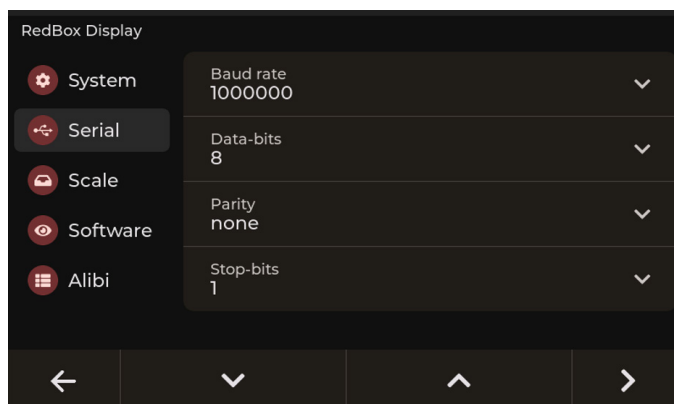 RedBox Display
System
Serial
Scale
Software
Alibi
Baud rate
1000000
Data-bits
8
Parity
none
Stop-bits
1